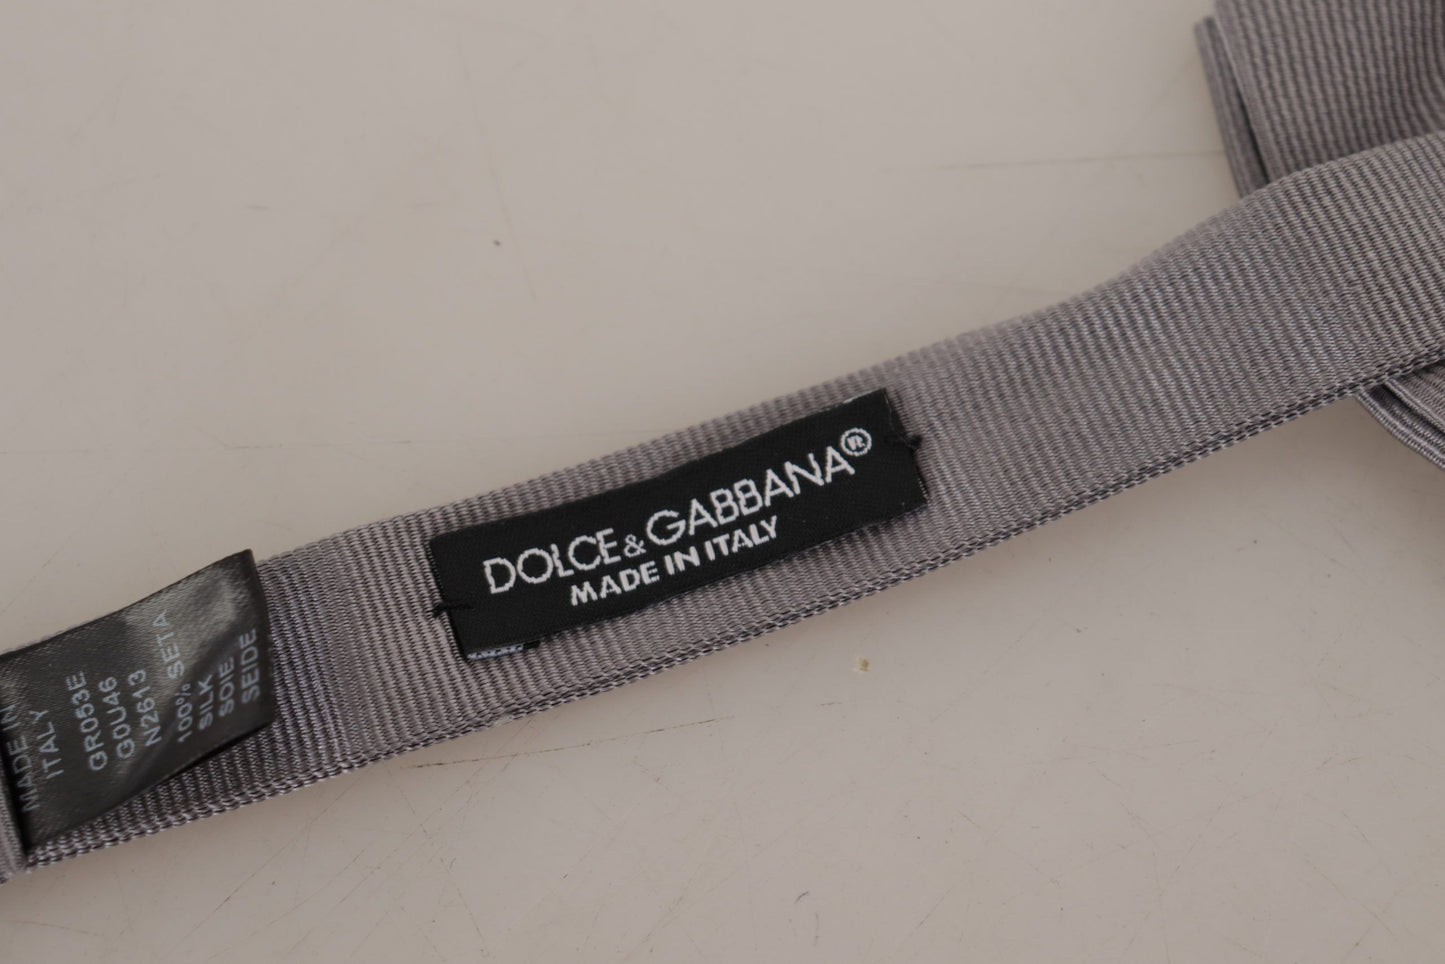 DOLCE & GABBANA®
MADE IN ITALY
MADE IN
ITALY
GR053E
G0U46
N2613
100% SETA
SILK
SOIE
SEIDE